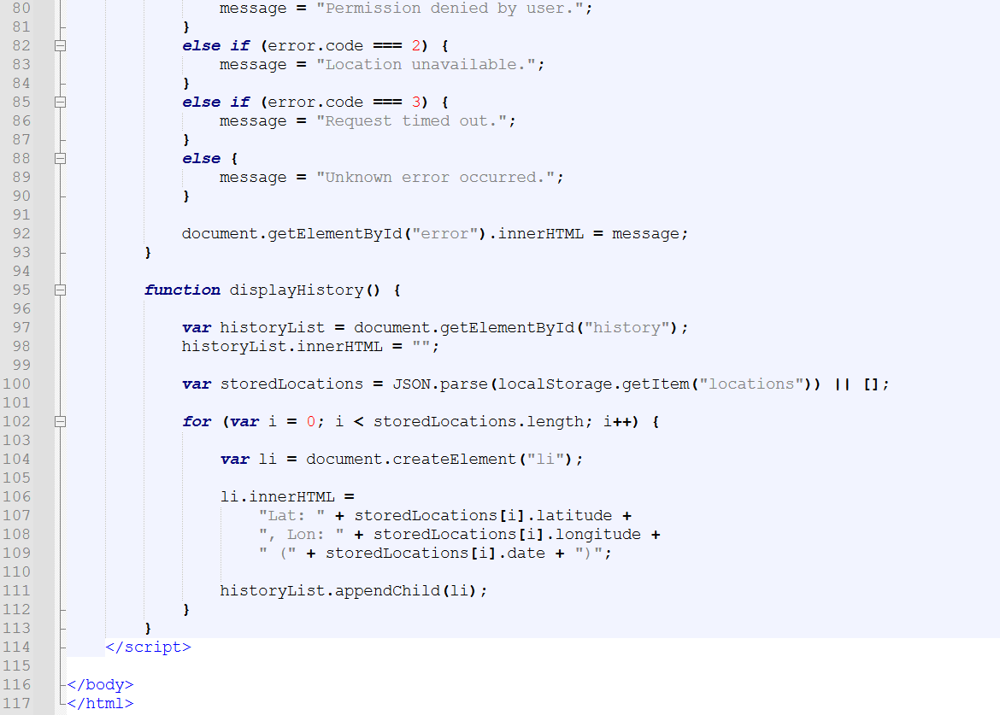 80 message = "Permission denied by user.";
81 }
82 else if (error.code === 2) {
83 message = "Location unavailable.";
84 }
85 else if (error.code === 3) {
86 message = "Request timed out.";
87 }
88 else {
89 message = "Unknown error occurred.";
90 }
91
92 document.getElementById("error").innerHTML = message;
93 }
94
95 function displayHistory() {
96
97 var historyList = document.getElementById("history");
98 historyList.innerHTML = "";
99
100 var storedLocations = JSON.parse(localStorage.getItem("locations")) || [];
101
102 for (var i = 0; i < storedLocations.length; i++) {
103
104 var li = document.createElement("li");
105
106 li.innerHTML =
107 "Lat: " + storedLocations[i].latitude +
108 ", Lon: " + storedLocations[i].longitude +
109 " (" + storedLocations[i].date + ")";
110
111 historyList.appendChild(li);
112 }
113 }
114 </script>
115
116 </body>
117 </html>